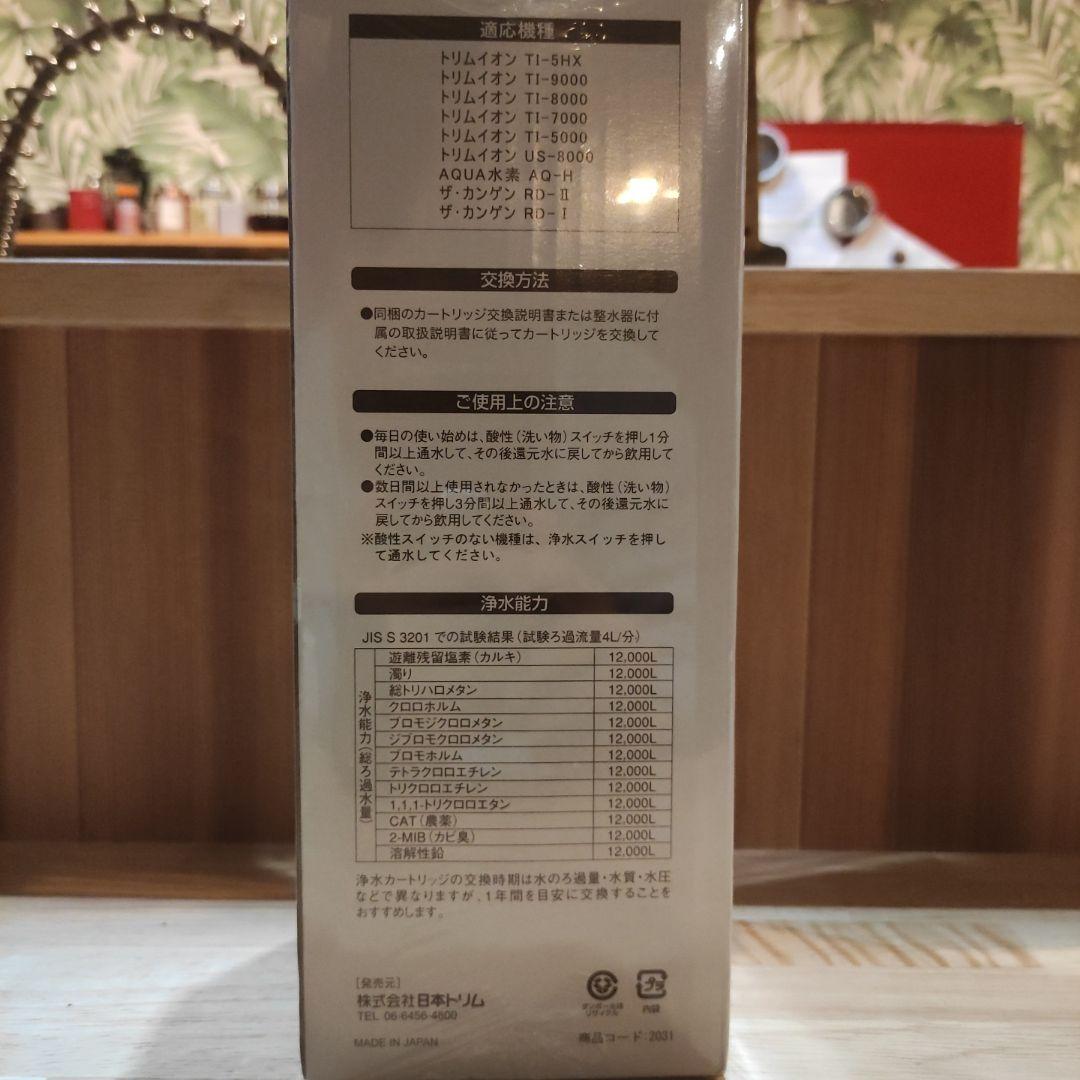 適応機種
トリムイオン TI-5HX
トリムイオン TI-9000
トリムイオン TI-8000
トリムイオン TI-7000
トリムイオン TI-5000
トリムイオン US-8000
AQUA水素 AQ-H
ザ・カンゲン RD-Ⅱ
ザ・カンゲン RD-Ⅰ
交換方法
●同梱のカートリッジ交換説明書または整水器に付
属の取扱説明書に従ってカートリッジを交換して
ください。
ご使用上の注意
●毎日の使い始めは、酸性(洗い物)スイッチを押し1分
間以上通水して、その後還元水に戻してから飲用して
ください。
●数日間以上使用されなかったときは、酸性(洗い物)
スイッチを押し3分間以上通水して、その後還元水に
戻してから飲用してください。
※酸性スイッチのない機種は、浄水スイッチを押し
て通水してください。
浄水能力
JIS S 3201 での試験結果(試験ろ過流量4L/分)
浄水能力(総ろ過水量)
遊離残留塩素(カルキ) 12,000L
濁り 12,000L
総トリハロメタン 12,000L
クロロホルム 12,000L
ブロモジクロロメタン 12,000L
ジブロモクロロメタン 12,000L
ブロモホルム 12,000L
テトラクロロエチレン 12,000L
トリクロロエチレン 12,000L
1,1,1-トリクロロエタン 12,000L
CAT(農薬) 12,000L
2-MIB(カビ臭) 12,000L
溶解性鉛 12,000L
浄水カートリッジの交換時期は水のろ過量・水質・水圧
などで異なりますが、1年間を目安に交換することを
おすすめします。
[発売元]
株式会社日本トリム
TEL 06-6456-4600
MADE IN JAPAN
ダンボールは
リサイクル
プラ
内袋
商品コード:2031